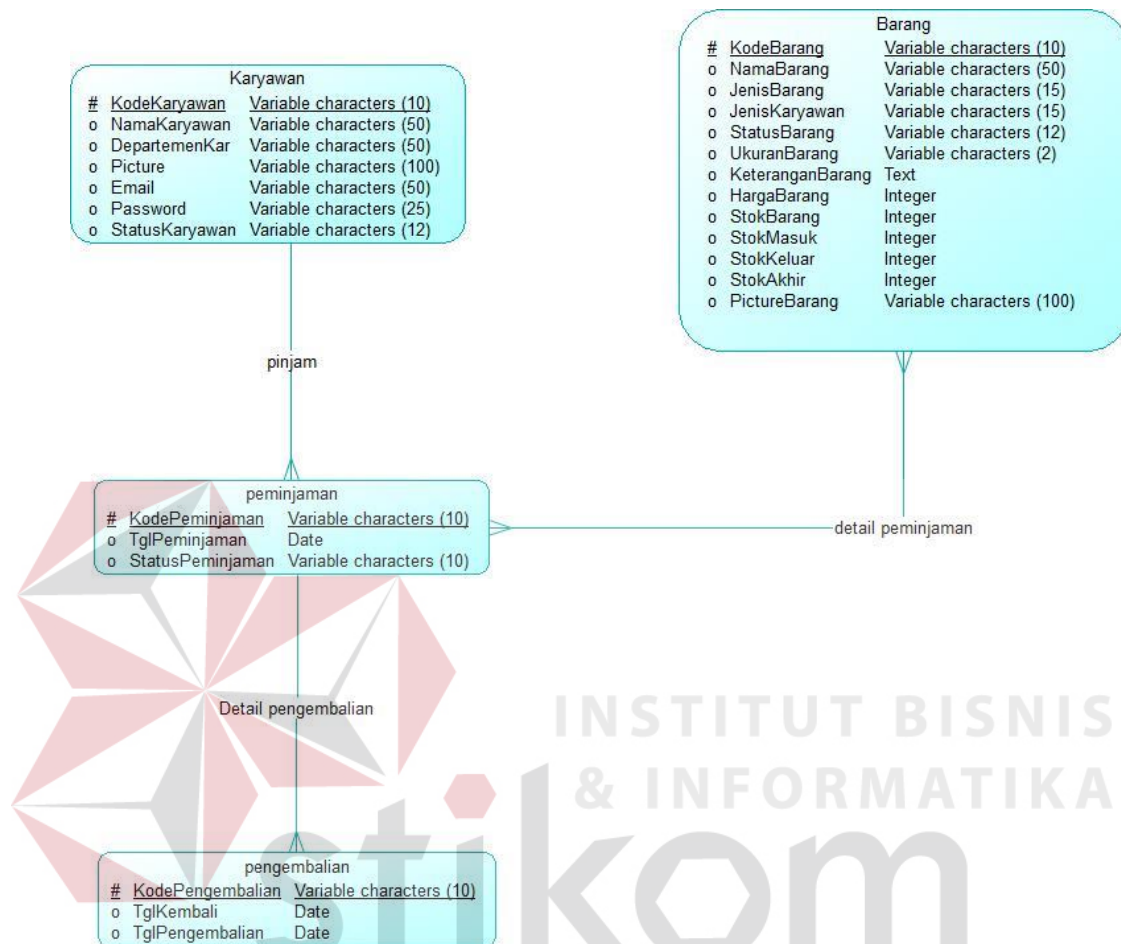 Barang
# KodeBarang Variable characters (10)
o NamaBarang Variable characters (50)
o JenisBarang Variable characters (15)
o JenisKaryawan Variable characters (15)
o StatusBarang Variable characters (12)
o UkuranBarang Variable characters (2)
o KeteranganBarang Text
o HargaBarang Integer
o StokBarang Integer
o StokMasuk Integer
o StokKeluar Integer
o StokAkhir Integer
o PictureBarang Variable characters (100)
Karyawan
# KodeKaryawan Variable characters (10)
o NamaKaryawan Variable characters (50)
o DepartemenKar Variable characters (50)
o Picture Variable characters (100)
o Email Variable characters (50)
o Password Variable characters (25)
o StatusKaryawan Variable characters (12)
pinjam
peminjaman
# KodePeminjaman Variable characters (10)
o TglPeminjaman Date
o StatusPeminjaman Variable characters (10)
detail peminjaman
Detail pengembalian
INSTITUT BISNIS
& INFORMATIKA
stikom
pengembalian
# KodePengembalian Variable characters (10)
o TglKembali Date
o TglPengembalian Date